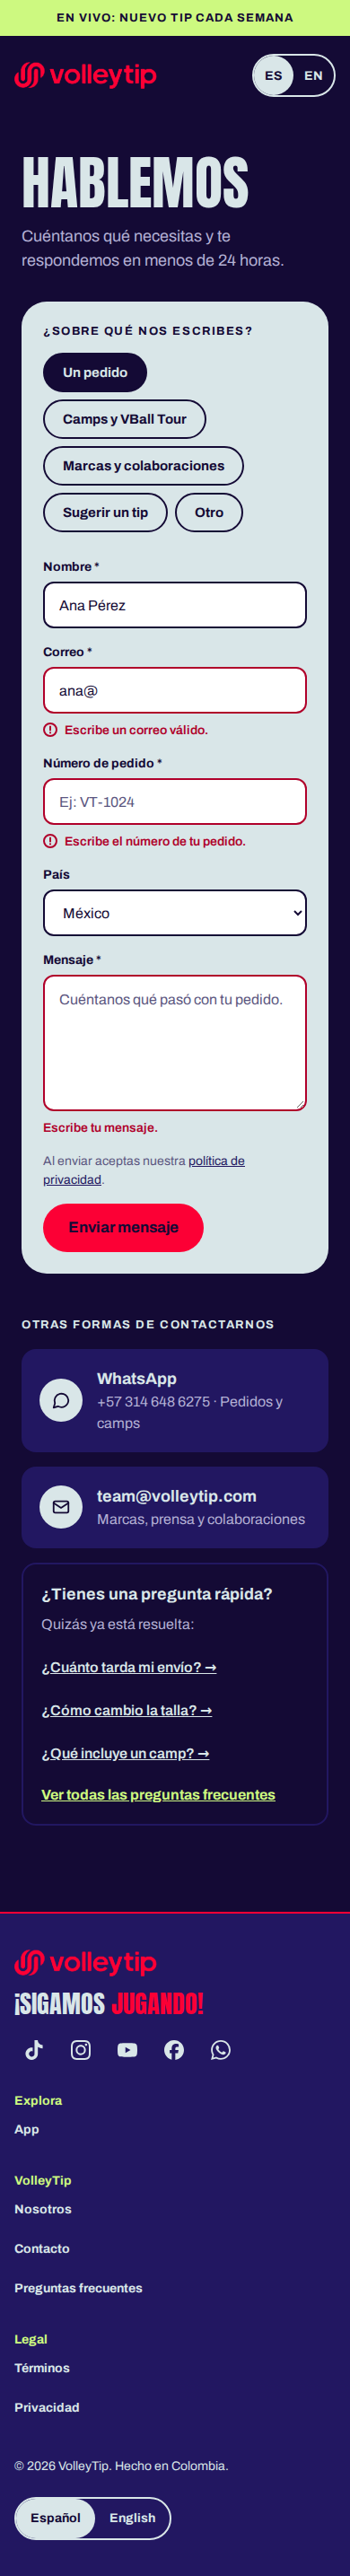 EN VIVO: NUEVO TIP CADA SEMANA
volleytip
ES EN
HABLEMOS
Cuéntanos qué necesitas y te
respondemos en menos de 24 horas.
¿SOBRE QUÉ NOS ESCRIBES?
Un pedido
Camps y VBall Tour
Marcas y colaboraciones
Sugerir un tip Otro
Nombre *
Ana Pérez
Correo *
ana@
Escribe un correo válido.
Número de pedido *
Ej: VT-1024
Escribe el número de tu pedido.
País
México
Mensaje *
Cuéntanos qué pasó con tu pedido.
Escribe tu mensaje.
Al enviar aceptas nuestra política de
privacidad.
Enviar mensaje
OTRAS FORMAS DE CONTACTARNOS
WhatsApp
+57 314 648 6275 · Pedidos y
camps
team@volleytip.com
Marcas, prensa y colaboraciones
¿Tienes una pregunta rápida?
Quizás ya está resuelta:
¿Cuánto tarda mi envío? →
¿Cómo cambio la talla? →
¿Qué incluye un camp? →
Ver todas las preguntas frecuentes
volleytip
¡SIGAMOS JUGANDO!
Explora
App
VolleyTip
Nosotros
Contacto
Preguntas frecuentes
Legal
Términos
Privacidad
© 2026 VolleyTip. Hecho en Colombia.
Español English